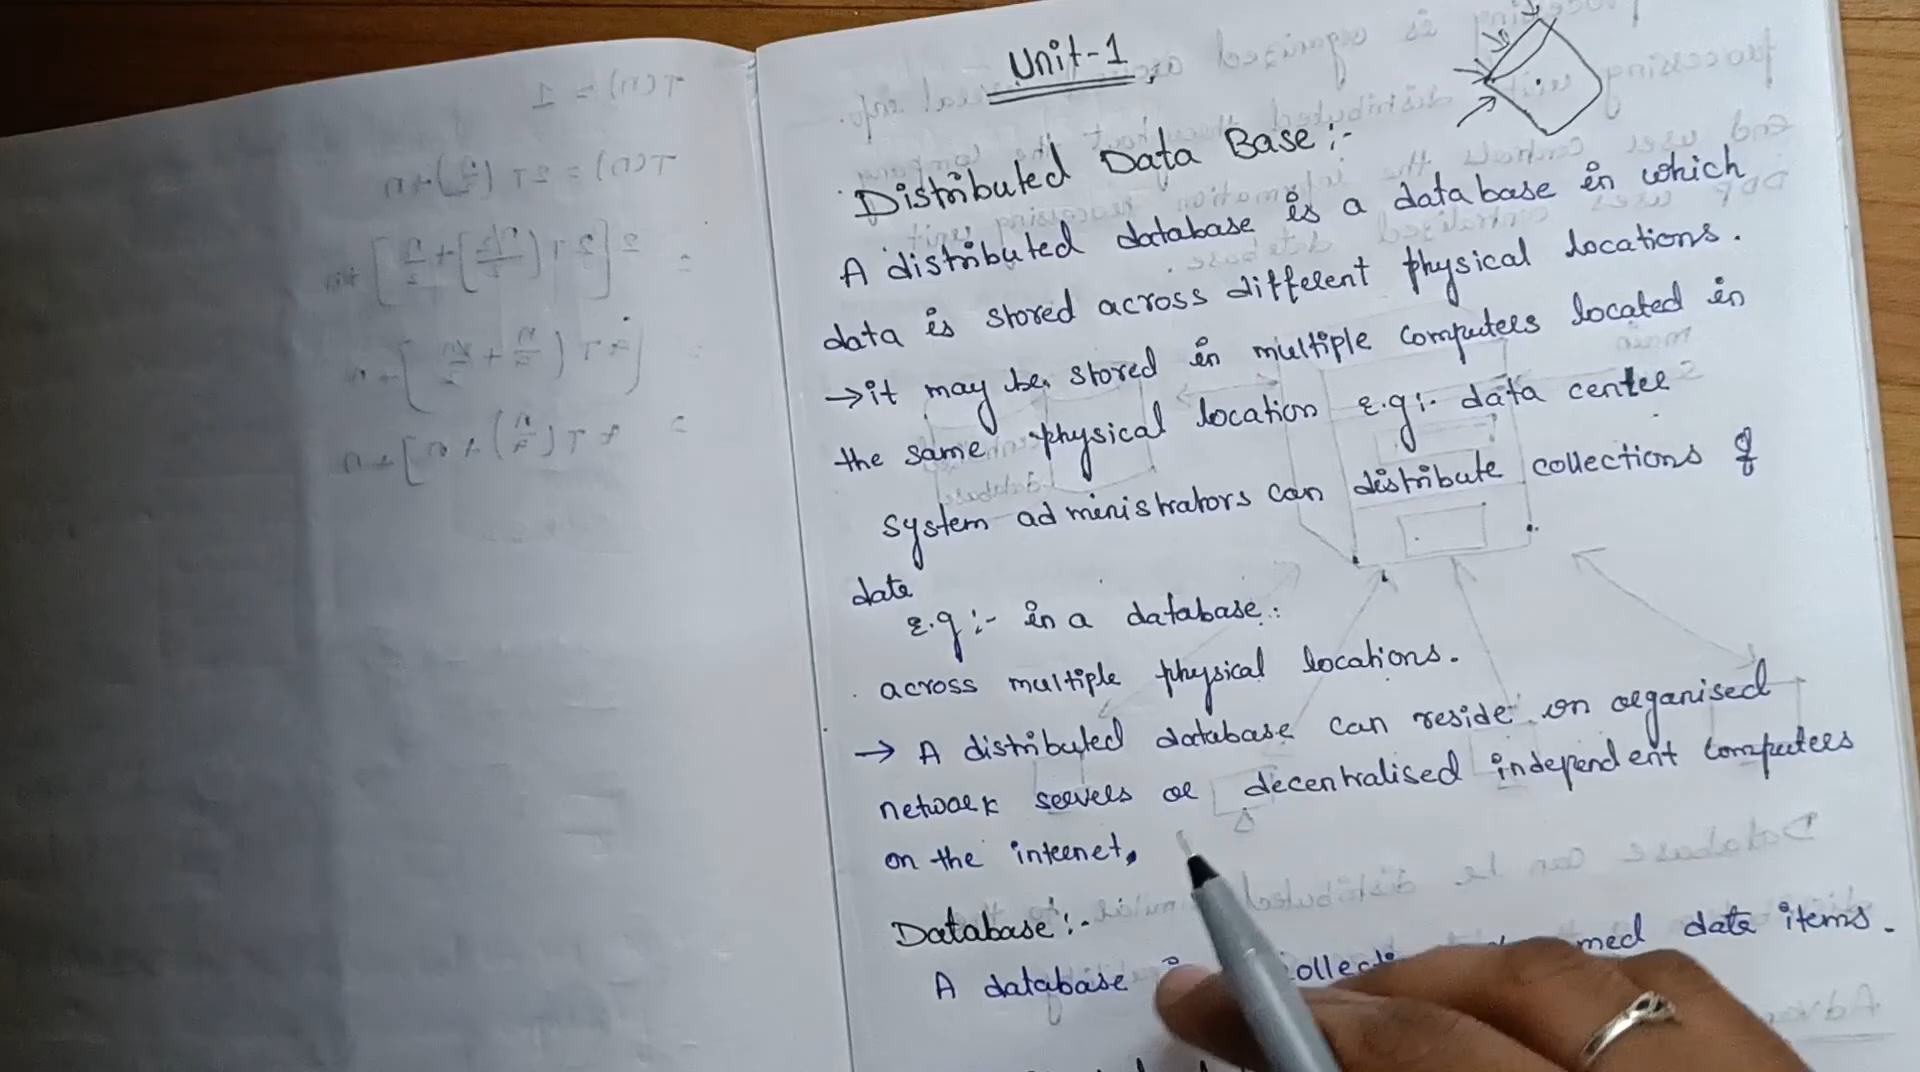 Unit-1
Distributed Data Base :-
A distributed database is a database in which
data is stored across different physical locations.
→ it may be stored in multiple computers located in
the same physical location E.g :- data center
system administrators can distribute collections of
data
E.g :- in a database :
across multiple physical locations.
→ A distributed database can reside on organised
network servers or decentralised independent computers
on the internet.
Database :-
A database data items.